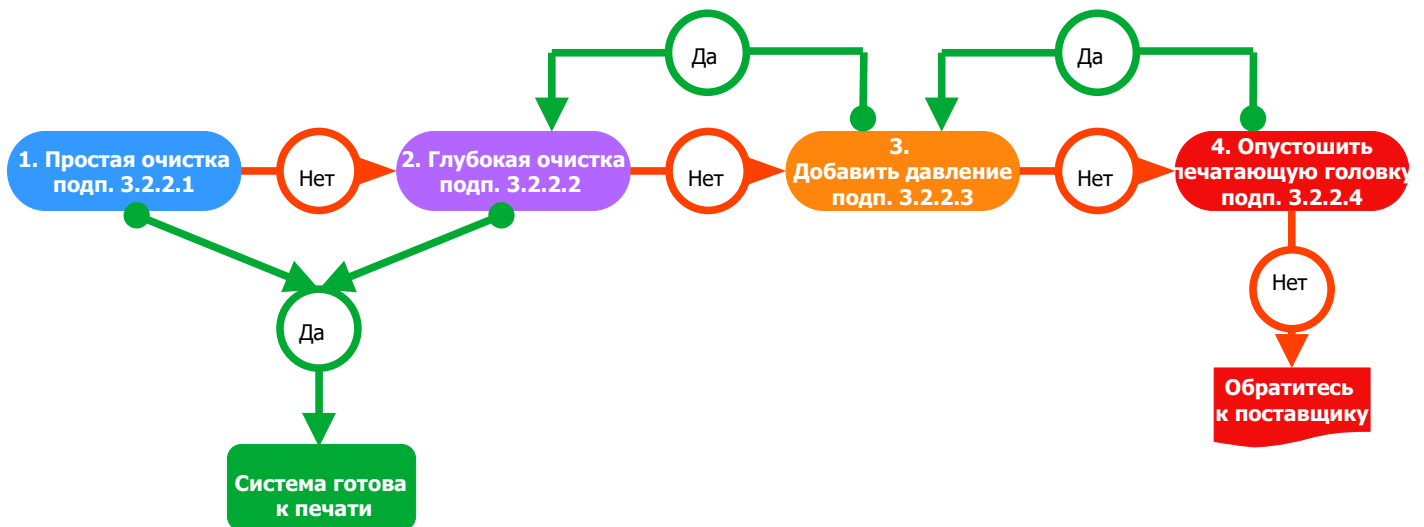 Да
Да
1. Простая очистка
подп. 3.2.2.1
Нет
2. Глубокая очистка
подп. 3.2.2.2
Нет
3.
Добавить давление
подп. 3.2.2.3
Нет
4. Опустошить
печатающую головку
подп. 3.2.2.4
Да
Нет
Обратитесь
к поставщику
Система готова
к печати